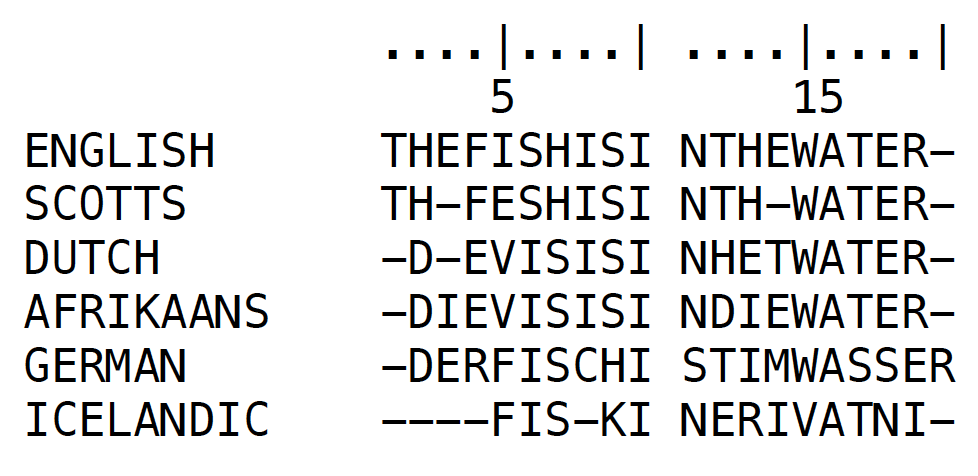 ....|....| ....|....|
5 15
ENGLISH THEFISHISI NTHEWATER–
SCOTTS TH–FESHISI NTH–WATER–
DUTCH –D–EVISISI NHETWATER–
AFRIKAANS –DIEVISISI NDIEWATER–
GERMAN –DERFISCHI STIMWASSER
ICELANDIC ––––FIS–KI NERIVATNI–